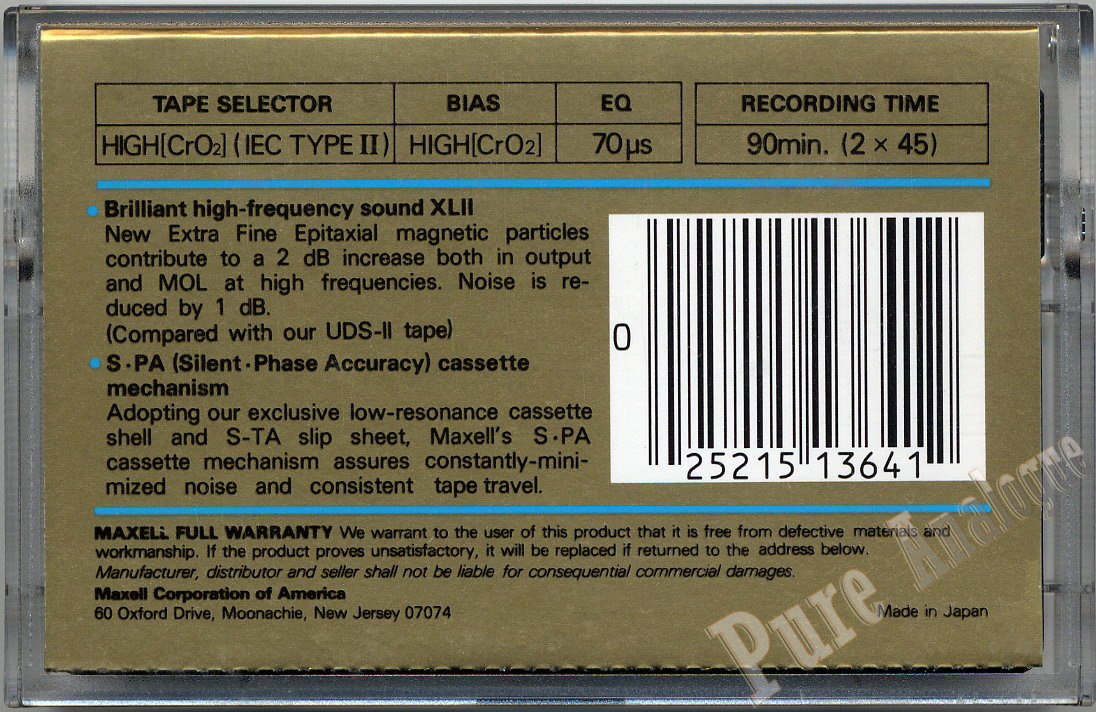 TAPE SELECTOR BIAS EQ RECORDING TIME
HIGH[CrO2] (IEC TYPE II) HIGH[CrO2] 70µs 90min. (2 × 45)
• Brilliant high-frequency sound XLII
New Extra Fine Epitaxial magnetic particles
contribute to a 2 dB increase both in output
and MOL at high frequencies. Noise is re-
duced by 1 dB.
(Compared with our UDS-II tape)
• S·PA (Silent·Phase Accuracy) cassette
mechanism
Adopting our exclusive low-resonance cassette
shell and S-TA slip sheet, Maxell's S·PA
cassette mechanism assures constantly-mini-
mized noise and consistent tape travel.
0 25215 13641
MAXELL FULL WARRANTY We warrant to the user of this product that it is free from defective materials and
workmanship. If the product proves unsatisfactory, it will be replaced if returned to the address below.
Manufacturer, distributor and seller shall not be liable for consequential commercial damages.
Maxell Corporation of America
60 Oxford Drive, Moonachie, New Jersey 07074 Made in Japan
Pure Analogue